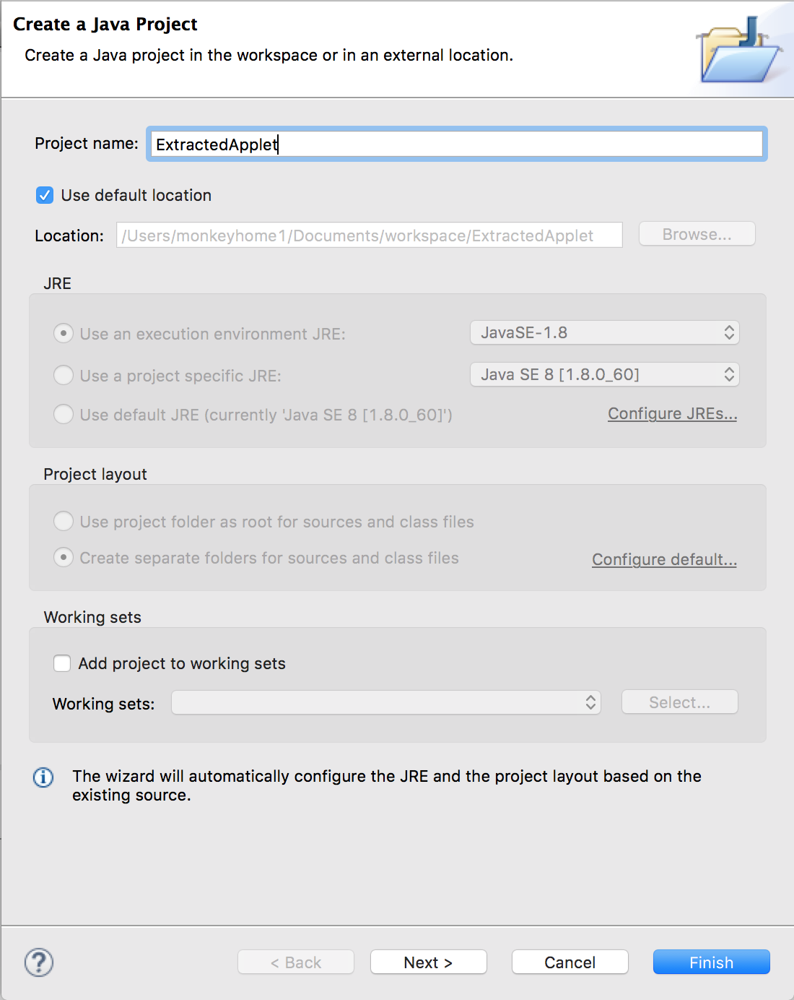 Create a Java Project
Create a Java project in the workspace or in an external location.
Project name: ExtractedApplet
Use default location
Location: /Users/monkeyhome1/Documents/workspace/ExtractedApplet Browse...
JRE
Use an execution environment JRE: JavaSE-1.8
Use a project specific JRE: Java SE 8 [1.8.0_60]
Use default JRE (currently 'Java SE 8 [1.8.0_60]') Configure JREs...
Project layout
Use project folder as root for sources and class files
Create separate folders for sources and class files Configure default...
Working sets
Add project to working sets
Working sets: Select...
The wizard will automatically configure the JRE and the project layout based on the
existing source.
? < Back Next > Cancel Finish